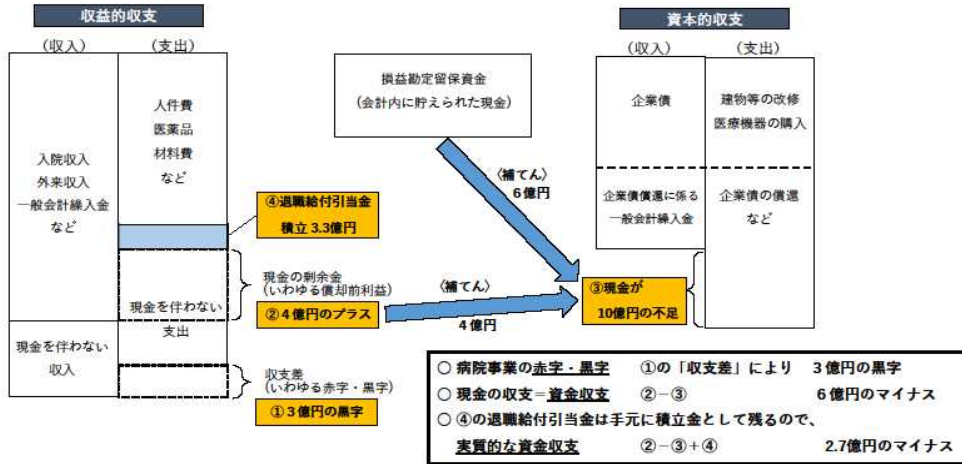 収益的収支
(収入)
(支出)
入院収入
外来収入
一般会計繰入金
など
人件費
医薬品
材料費
など
④退職給付引当金
積立 3.3億円
現金を伴わない
支出
現金の剰余金
(いわゆる償却前利益)
②4億円のプラス
現金を伴わない
収入
収支差
(いわゆる赤字・黒字)
①3億円の黒字
損益勘定留保資金
(会計内に貯えられた現金)
〈補てん〉
6億円
〈補てん〉
4億円
資本的収支
(収入)
(支出)
企業債
建物等の改修
医療機器の購入
企業債償還に係る
一般会計繰入金
企業債の償還
など
③現金が
10億円の不足
○ 病院事業の赤字・黒字 ①の「収支差」により 3億円の黒字
○ 現金の収支=資金収支 ②-③ 6億円のマイナス
○ ④の退職給付引当金は手元に積立金として残るので、
実質的な資金収支 ②-③+④ 2.7億円のマイナス